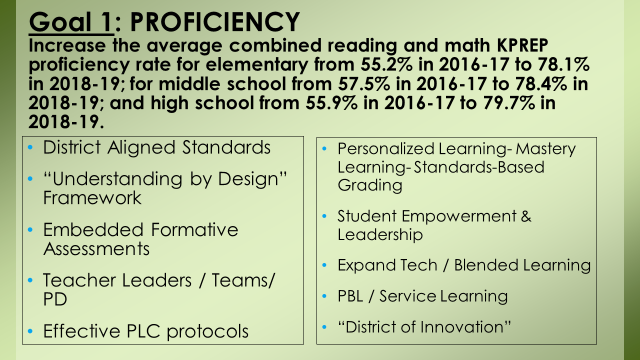 Goal 1: PROFICIENCY
Increase the average combined reading and math KPREP
proficiency rate for elementary from 55.2% in 2016-17 to 78.1%
in 2018-19; for middle school from 57.5% in 2016-17 to 78.4% in
2018-19; and high school from 55.9% in 2016-17 to 79.7% in
2018-19.
• District Aligned Standards
• “Understanding by Design”
Framework
• Embedded Formative
Assessments
• Teacher Leaders / Teams/
PD
• Effective PLC protocols
• Personalized Learning- Mastery
Learning- Standards-Based
Grading
• Student Empowerment &
Leadership
• Expand Tech / Blended Learning
• PBL / Service Learning
• “District of Innovation”